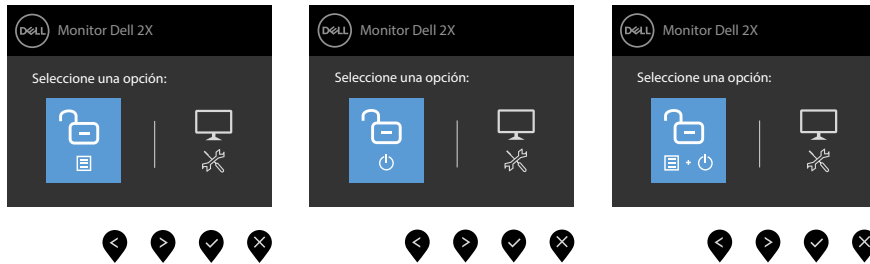 DELL Monitor Dell 2X
Seleccione una opción:
DELL Monitor Dell 2X
Seleccione una opción:
DELL Monitor Dell 2X
Seleccione una opción: